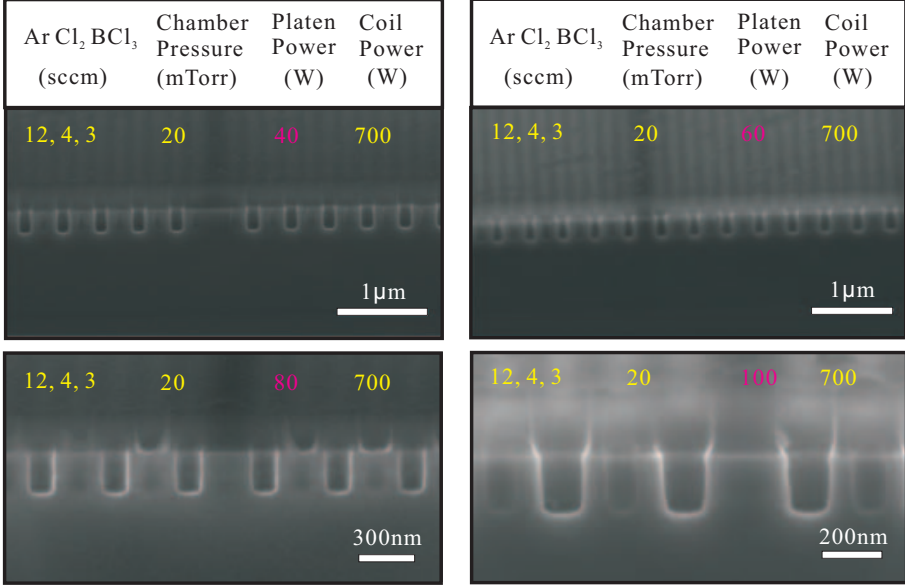 Ar Cl₂ BCl₃ Chamber Platen Coil
Pressure Power Power
(sccm) (mTorr) (W) (W)
12, 4, 3 20 40 700
1μm
Ar Cl₂ BCl₃ Chamber Platen Coil
Pressure Power Power
(sccm) (mTorr) (W) (W)
12, 4, 3 20 60 700
1μm
12, 4, 3 20 80 700
300nm
12, 4, 3 20 100 700
200nm